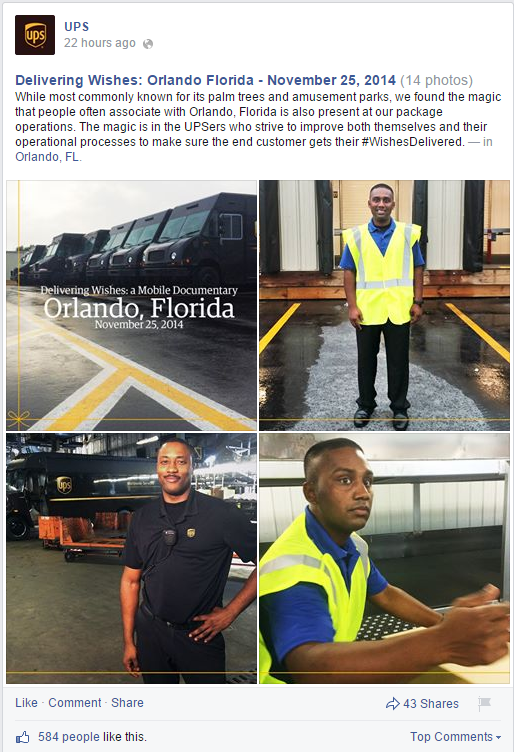 ups
UPS
22 hours ago
Delivering Wishes: Orlando Florida - November 25, 2014 (14 photos)
While most commonly known for its palm trees and amusement parks, we found the magic
that people often associate with Orlando, Florida is also present at our package
operations. The magic is in the UPSers who strive to improve both themselves and their
operational processes to make sure the end customer gets their #WishesDelivered. — in
Orlando, FL.
Delivering Wishes: a Mobile Documentary
Orlando, Florida
November 25, 2014
ups
Like · Comment · Share
43 Shares
584 people like this.
Top Comments